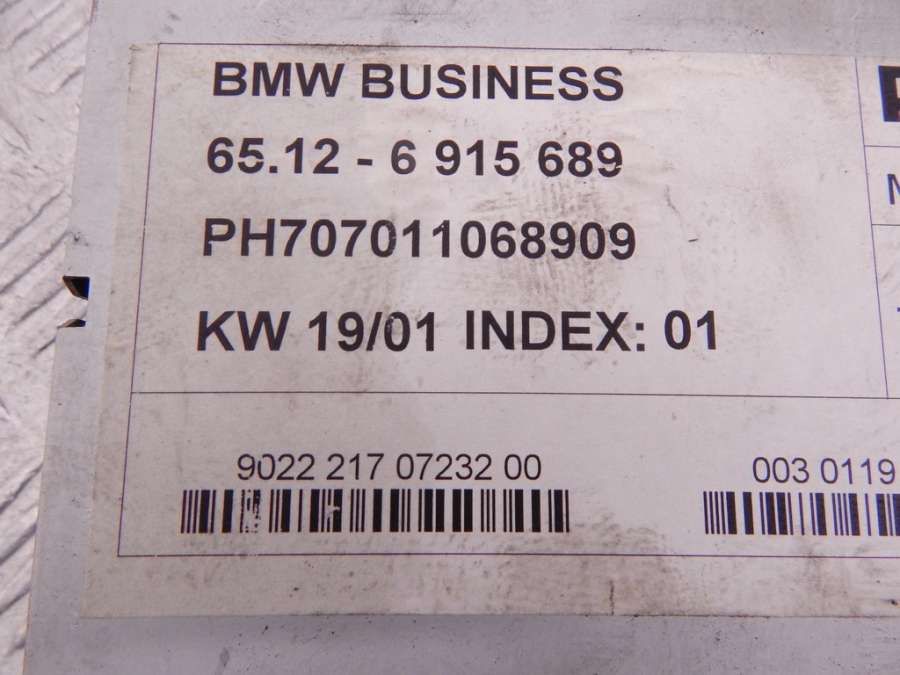 BMW BUSINESS
65.12 - 6 915 689
PH707011068909
KW 19/01 INDEX: 01
9022 217 07232 00
003 0119